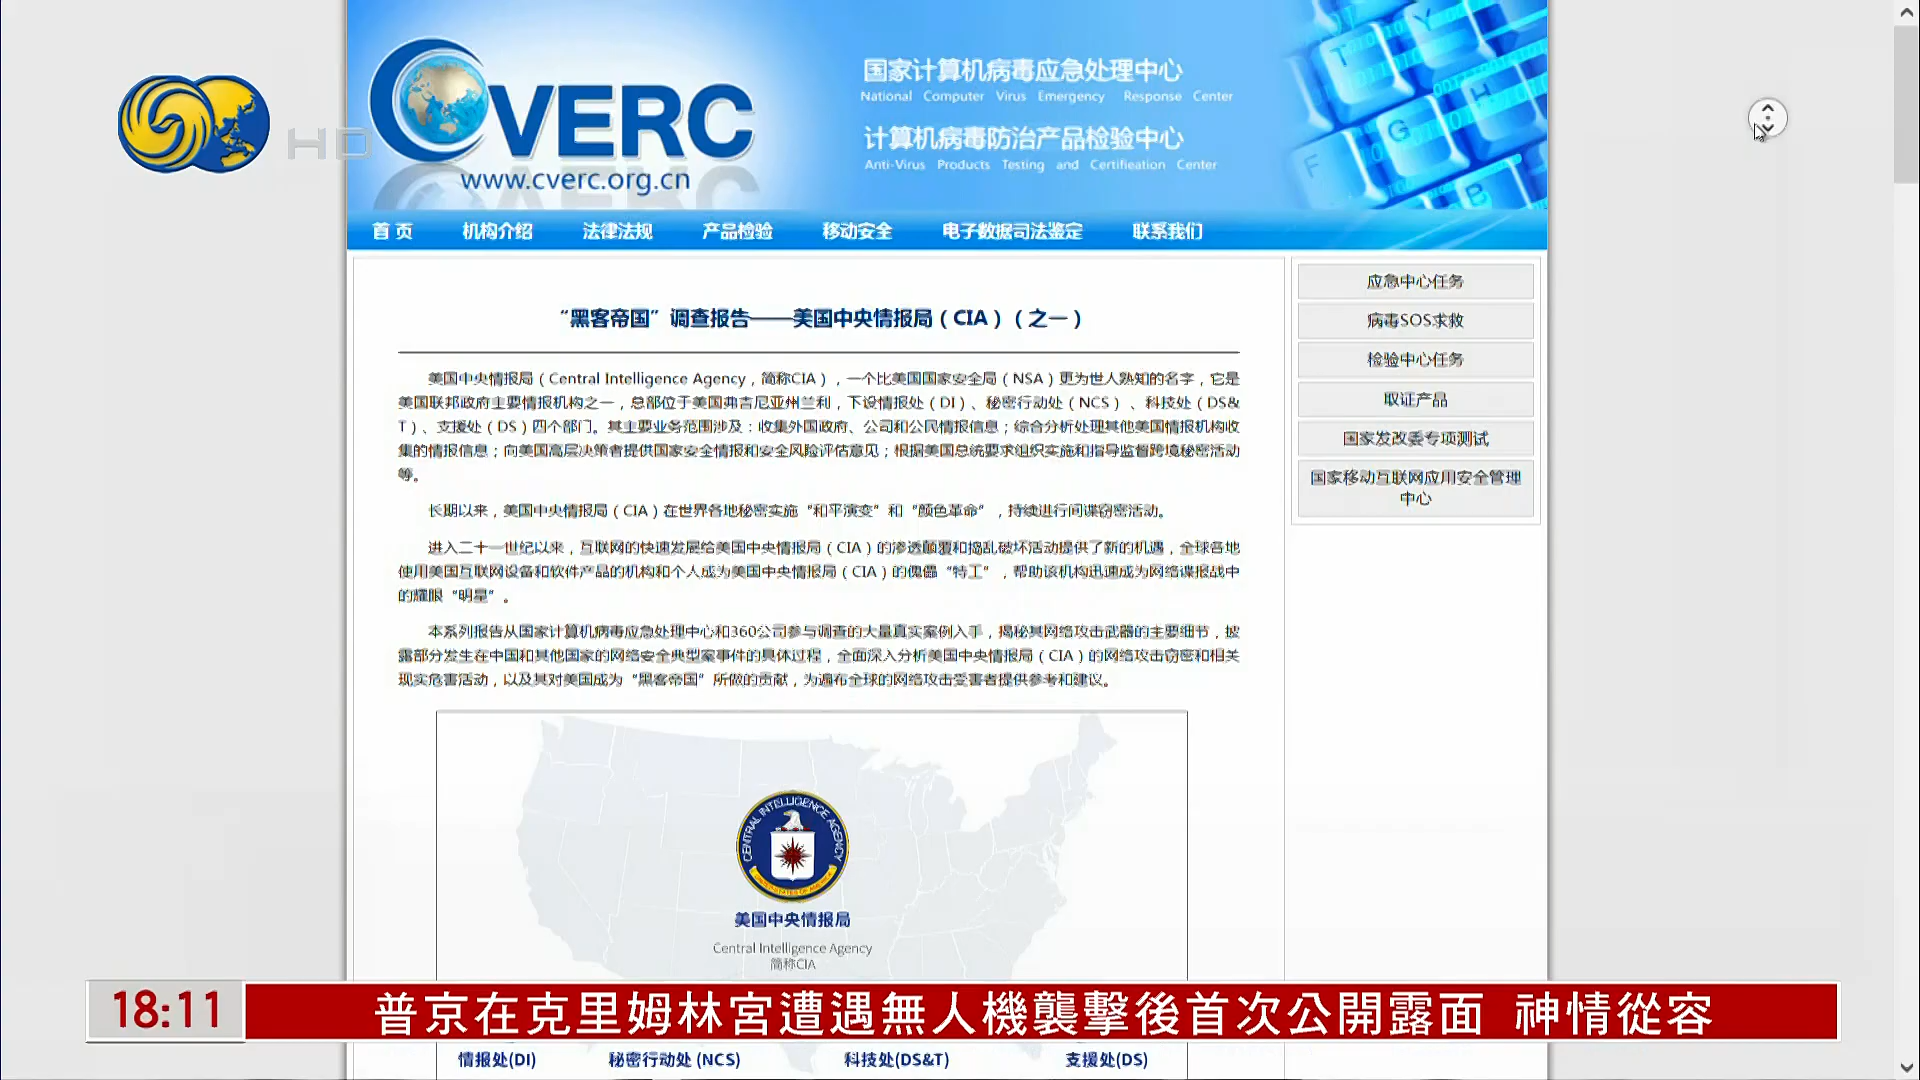 HD
CVERC
www.cverc.org.cn
国家计算机病毒应急处理中心
National Computer Virus Emergency Response Center
计算机病毒防治产品检验中心
Anti-Virus Products Testing and Certification Center
首 页 机构介绍 法律法规 产品检验 移动安全 电子数据司法鉴定 联系我们
“黑客帝国”调查报告——美国中央情报局（CIA）（之一）
美国中央情报局（Central Intelligence Agency，简称CIA），一个比美国国家安全局（NSA）更为世人熟知的名字，它是
美国联邦政府主要情报机构之一，总部位于美国弗吉尼亚州兰利，下设情报处（DI）、秘密行动处（NCS）、科技处（DS&
T）、支援处（DS）四个部门。其主要业务范围涉及：收集外国政府、公司和公民情报信息；综合分析处理其他美国情报机构收
集的情报信息；向美国高层决策者提供国家安全情报和安全风险评估意见；根据美国总统要求组织实施和指导监督跨境秘密活动
等。
长期以来，美国中央情报局（CIA）在世界各地秘密实施“和平演变”和“颜色革命”，持续进行间谍窃密活动。
进入二十一世纪以来，互联网的快速发展给美国中央情报局（CIA）的渗透颠覆和捣乱破坏活动提供了新的机遇，全球各地
使用美国互联网设备和软件产品的机构和个人成为美国中央情报局（CIA）的傀儡“特工”，帮助该机构迅速成为网络谍报战中
的耀眼“明星”。
本系列报告从国家计算机病毒应急处理中心和360公司参与调查的大量真实案例入手，揭秘其网络攻击武器的主要细节，披
露部分发生在中国和其他国家的网络安全典型案事件的具体过程，全面深入分析美国中央情报局（CIA）的网络攻击窃密和相关
现实危害活动，以及其对美国成为“黑客帝国”所做的贡献，为遍布全球的网络攻击受害者提供参考和建议。
应急中心任务
病毒SOS求救
检验中心任务
取证产品
国家发改委专项测试
国家移动互联网应用安全管理
中心
CENTRAL INTELLIGENCE AGENCY
UNITED STATES OF AMERICA
美国中央情报局
Central Intelligence Agency
简称CIA
18:11
普京在克里姆林宮遭遇無人機襲擊後首次公開露面 神情從容
情报处(DI) 秘密行动处 (NCS) 科技处(DS&T) 支援处(DS)